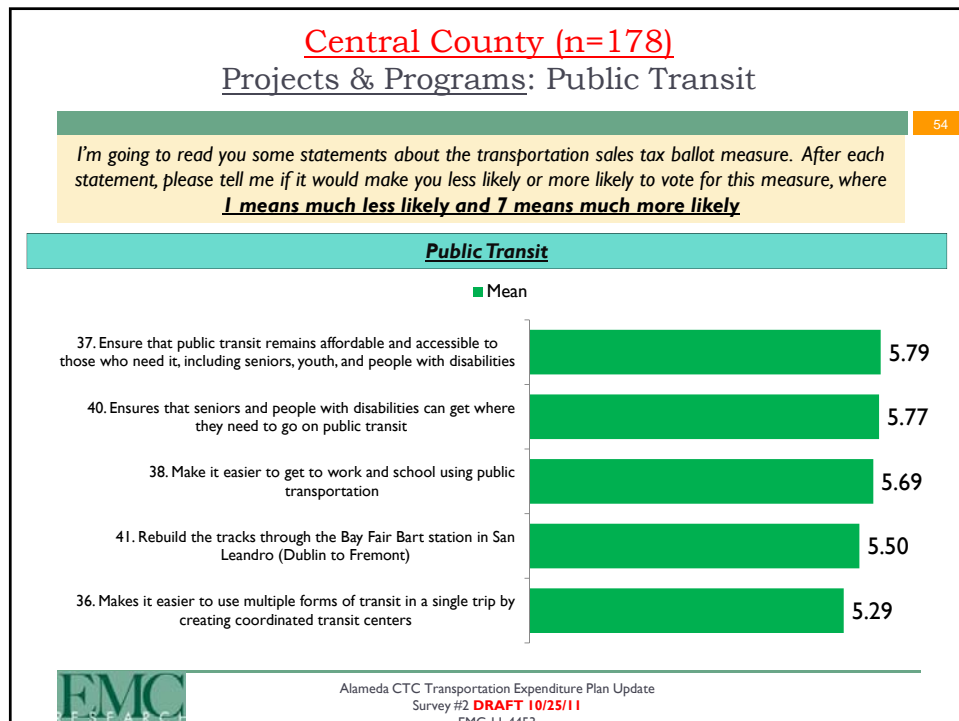 Central County (n=178)
Projects & Programs: Public Transit
54
I'm going to read you some statements about the transportation sales tax ballot measure. After each
statement, please tell me if it would make you less likely or more likely to vote for this measure, where
1 means much less likely and 7 means much more likely
Public Transit
Mean
37. Ensure that public transit remains affordable and accessible to
those who need it, including seniors, youth, and people with disabilities
5.79
40. Ensures that seniors and people with disabilities can get where
they need to go on public transit
5.77
38. Make it easier to get to work and school using public
transportation
5.69
41. Rebuild the tracks through the Bay Fair Bart station in San
Leandro (Dublin to Fremont)
5.50
36. Makes it easier to use multiple forms of transit in a single trip by
creating coordinated transit centers
5.29
EMC
RESEARCH
Alameda CTC Transportation Expenditure Plan Update
Survey #2 DRAFT 10/25/11
EMC 11-4452